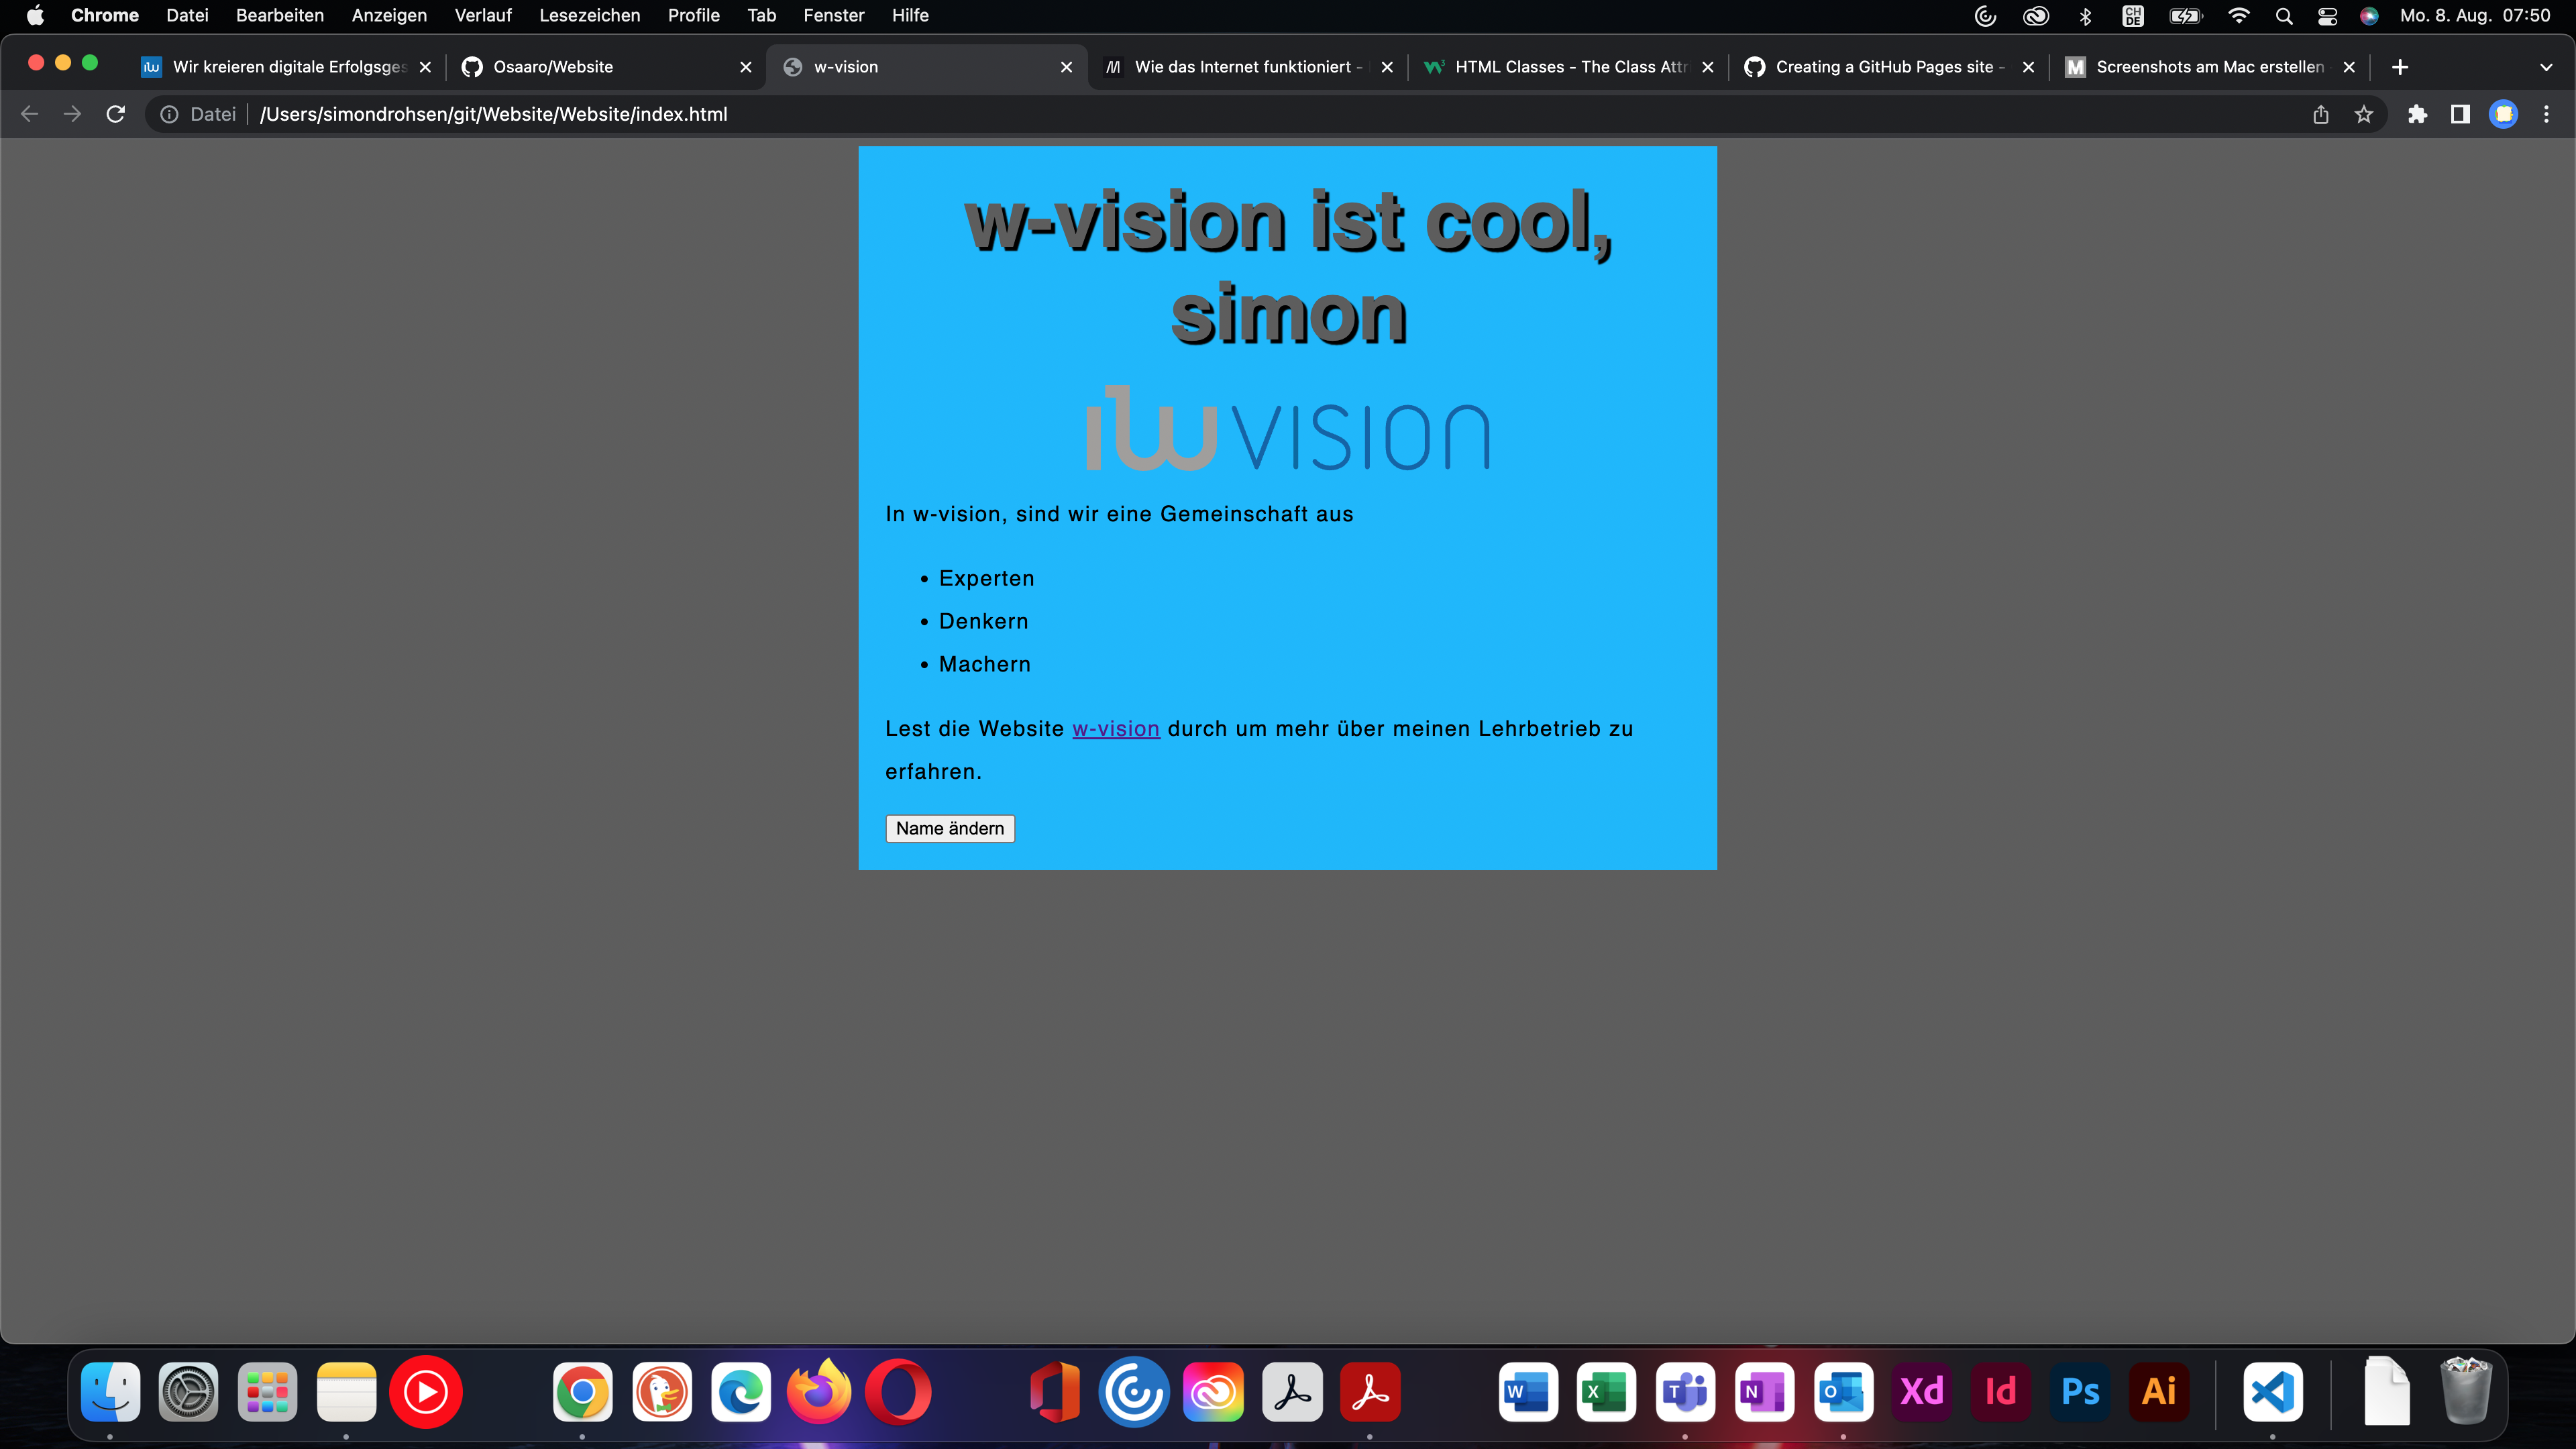 Chrome Datei Bearbeiten Anzeigen Verlauf Lesezeichen Profile Tab Fenster Hilfe CH DE Mo. 8. Aug. 07:50
Wir kreieren digitale Erfolgsges Osaaro/Website w-vision Wie das Internet funktioniert - HTML Classes - The Class Attr Creating a GitHub Pages site - Screenshots am Mac erstellen
Datei /Users/simondrohsen/git/Website/Website/index.html
w-vision ist cool,
simon
ıw VISION
In w-vision, sind wir eine Gemeinschaft aus
• Experten
• Denkern
• Machern
Lest die Website w-vision durch um mehr über meinen Lehrbetrieb zu
erfahren.
Name ändern
W X T N O Xd Id Ps Ai